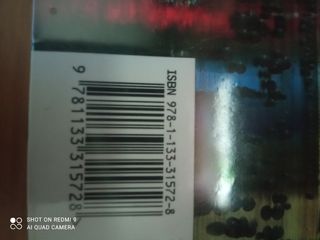 ISBN 978-1-133-31572-8
9 781133 315728
SHOT ON REDMI 9
AI QUAD CAMERA